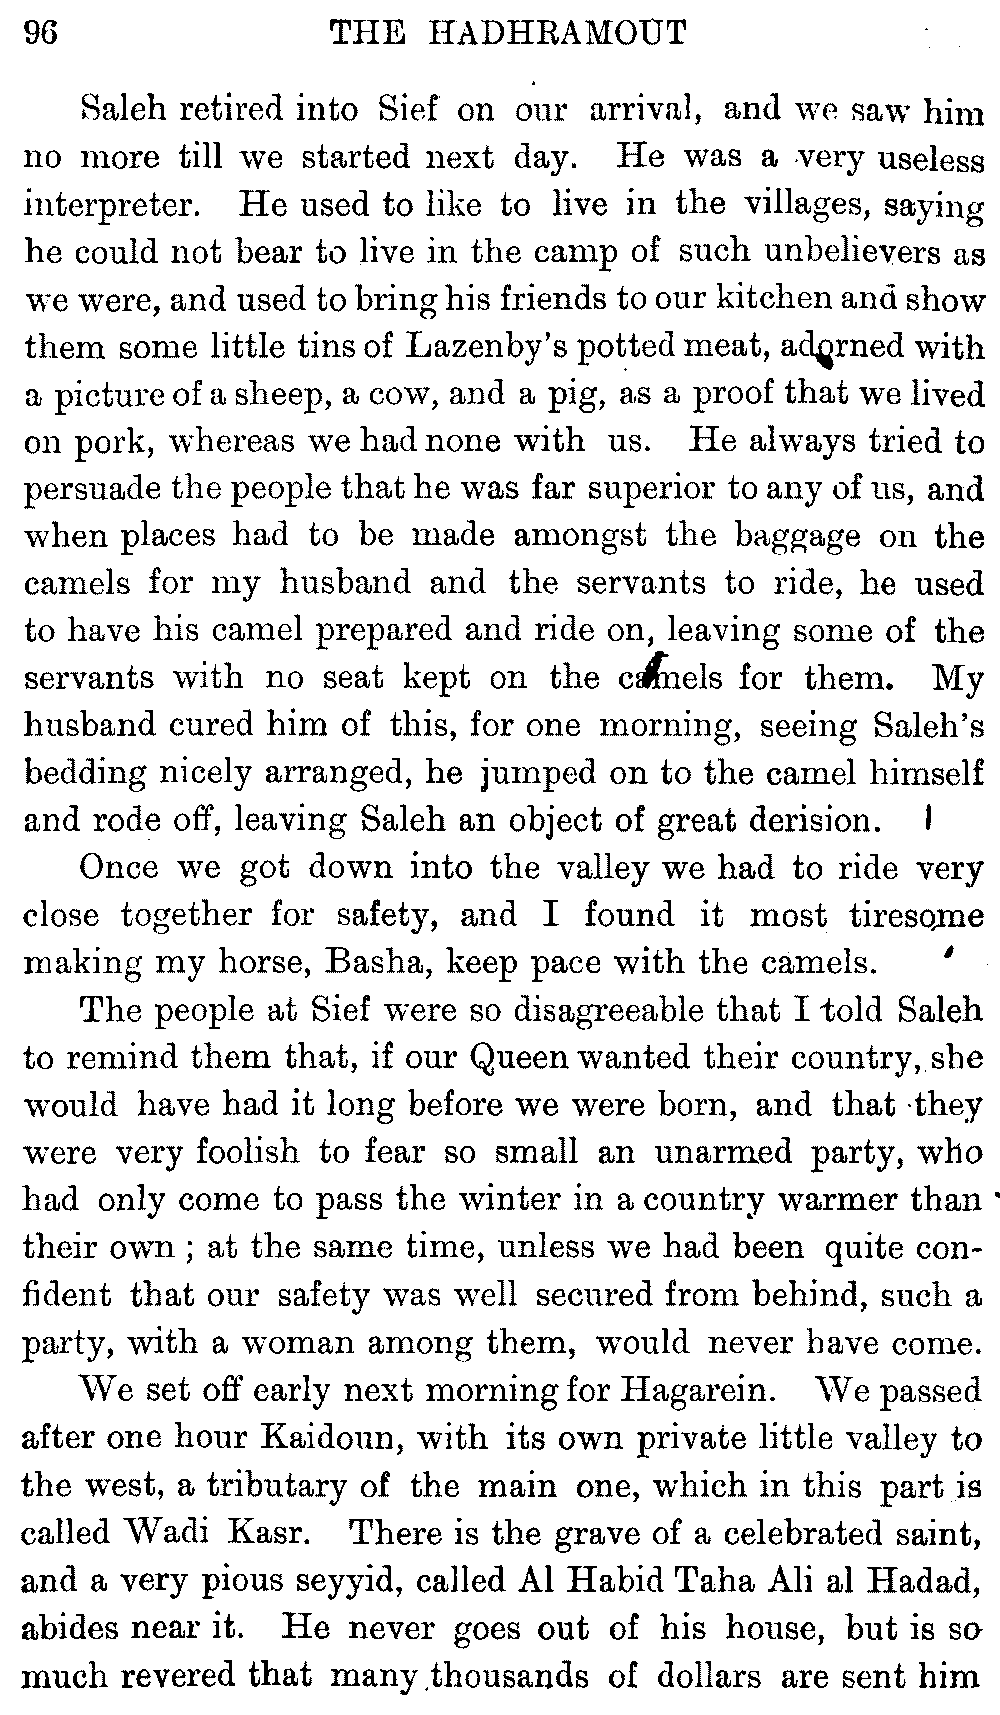 96 THE HADHRAMOUT
Saleh retired into Sief on our arrival, and we saw him
no more till we started next day. He was a very useless
interpreter. He used to like to live in the villages, saying
he could not bear to live in the camp of such unbelievers as
we were, and used to bring his friends to our kitchen and show
them some little tins of Lazenby's potted meat, adorned with
a picture of a sheep, a cow, and a pig, as a proof that we lived
on pork, whereas we had none with us. He always tried to
persuade the people that he was far superior to any of us, and
when places had to be made amongst the baggage on the
camels for my husband and the servants to ride, he used
to have his camel prepared and ride on, leaving some of the
servants with no seat kept on the camels for them. My
husband cured him of this, for one morning, seeing Saleh's
bedding nicely arranged, he jumped on to the camel himself
and rode off, leaving Saleh an object of great derision.
Once we got down into the valley we had to ride very
close together for safety, and I found it most tiresome
making my horse, Basha, keep pace with the camels.
The people at Sief were so disagreeable that I told Saleh
to remind them that, if our Queen wanted their country, she
would have had it long before we were born, and that they
were very foolish to fear so small an unarmed party, who
had only come to pass the winter in a country warmer than
their own ; at the same time, unless we had been quite con-
fident that our safety was well secured from behind, such a
party, with a woman among them, would never have come.
We set off early next morning for Hagarein. We passed
after one hour Kaidoun, with its own private little valley to
the west, a tributary of the main one, which in this part is
called Wadi Kasr. There is the grave of a celebrated saint,
and a very pious seyyid, called Al Habid Taha Ali al Hadad,
abides near it. He never goes out of his house, but is so
much revered that many thousands of dollars are sent him